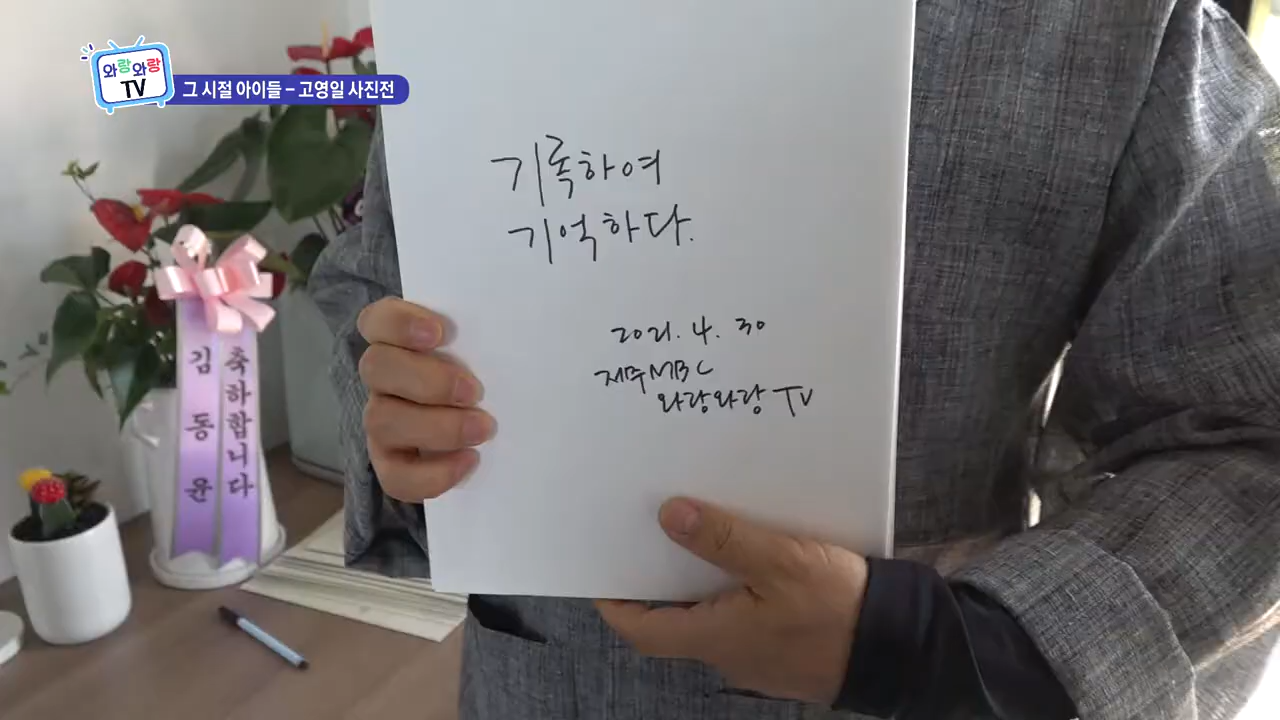 와랑와랑
TV
그 시절 아이들 – 고영일 사진전
기록하여
기억하다.
2021. 4. 30
제주MBC
와랑와랑 TV
축하합니다
김동윤